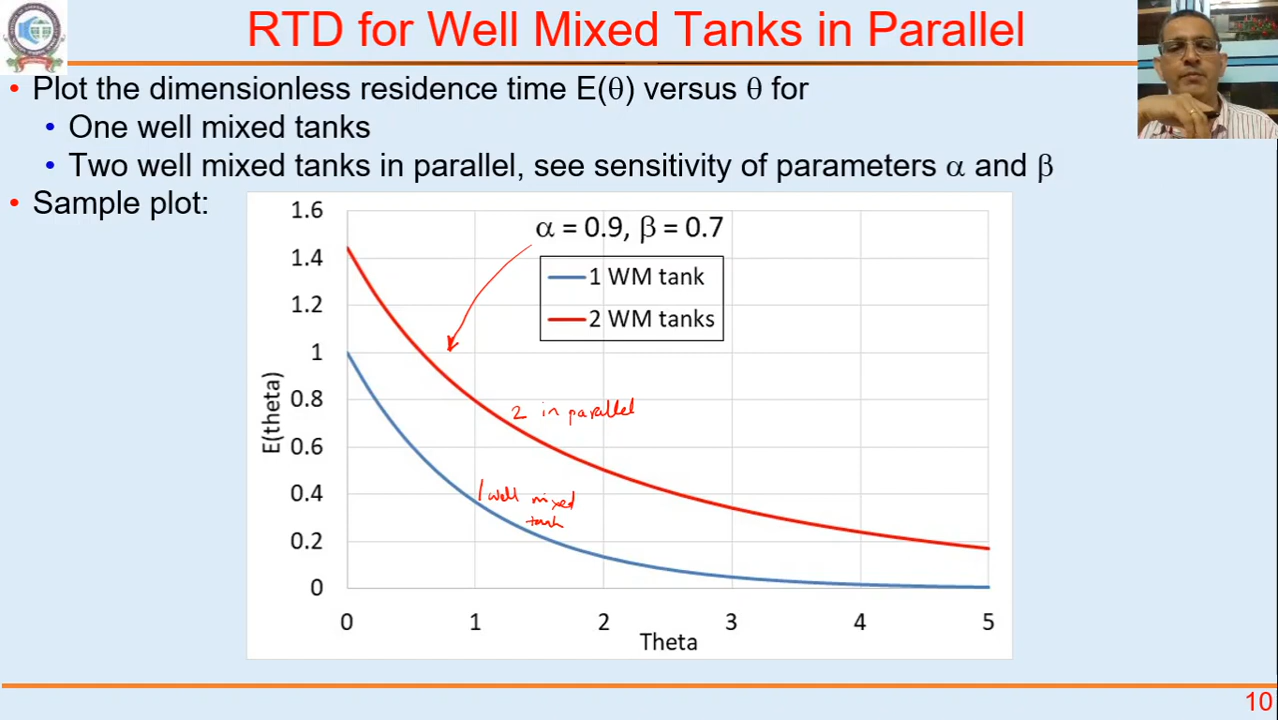 RTD for Well Mixed Tanks in Parallel
• Plot the dimensionless residence time E(θ) versus θ for
• One well mixed tanks
• Two well mixed tanks in parallel, see sensitivity of parameters α and β
• Sample plot:
α = 0.9, β = 0.7
1 WM tank
2 WM tanks
1.6
1.4
1.2
1
0.8
0.6
0.4
0.2
0
E(theta)
2 in parallel
1 well mixed
tank
0 1 2 3 4 5
Theta
10